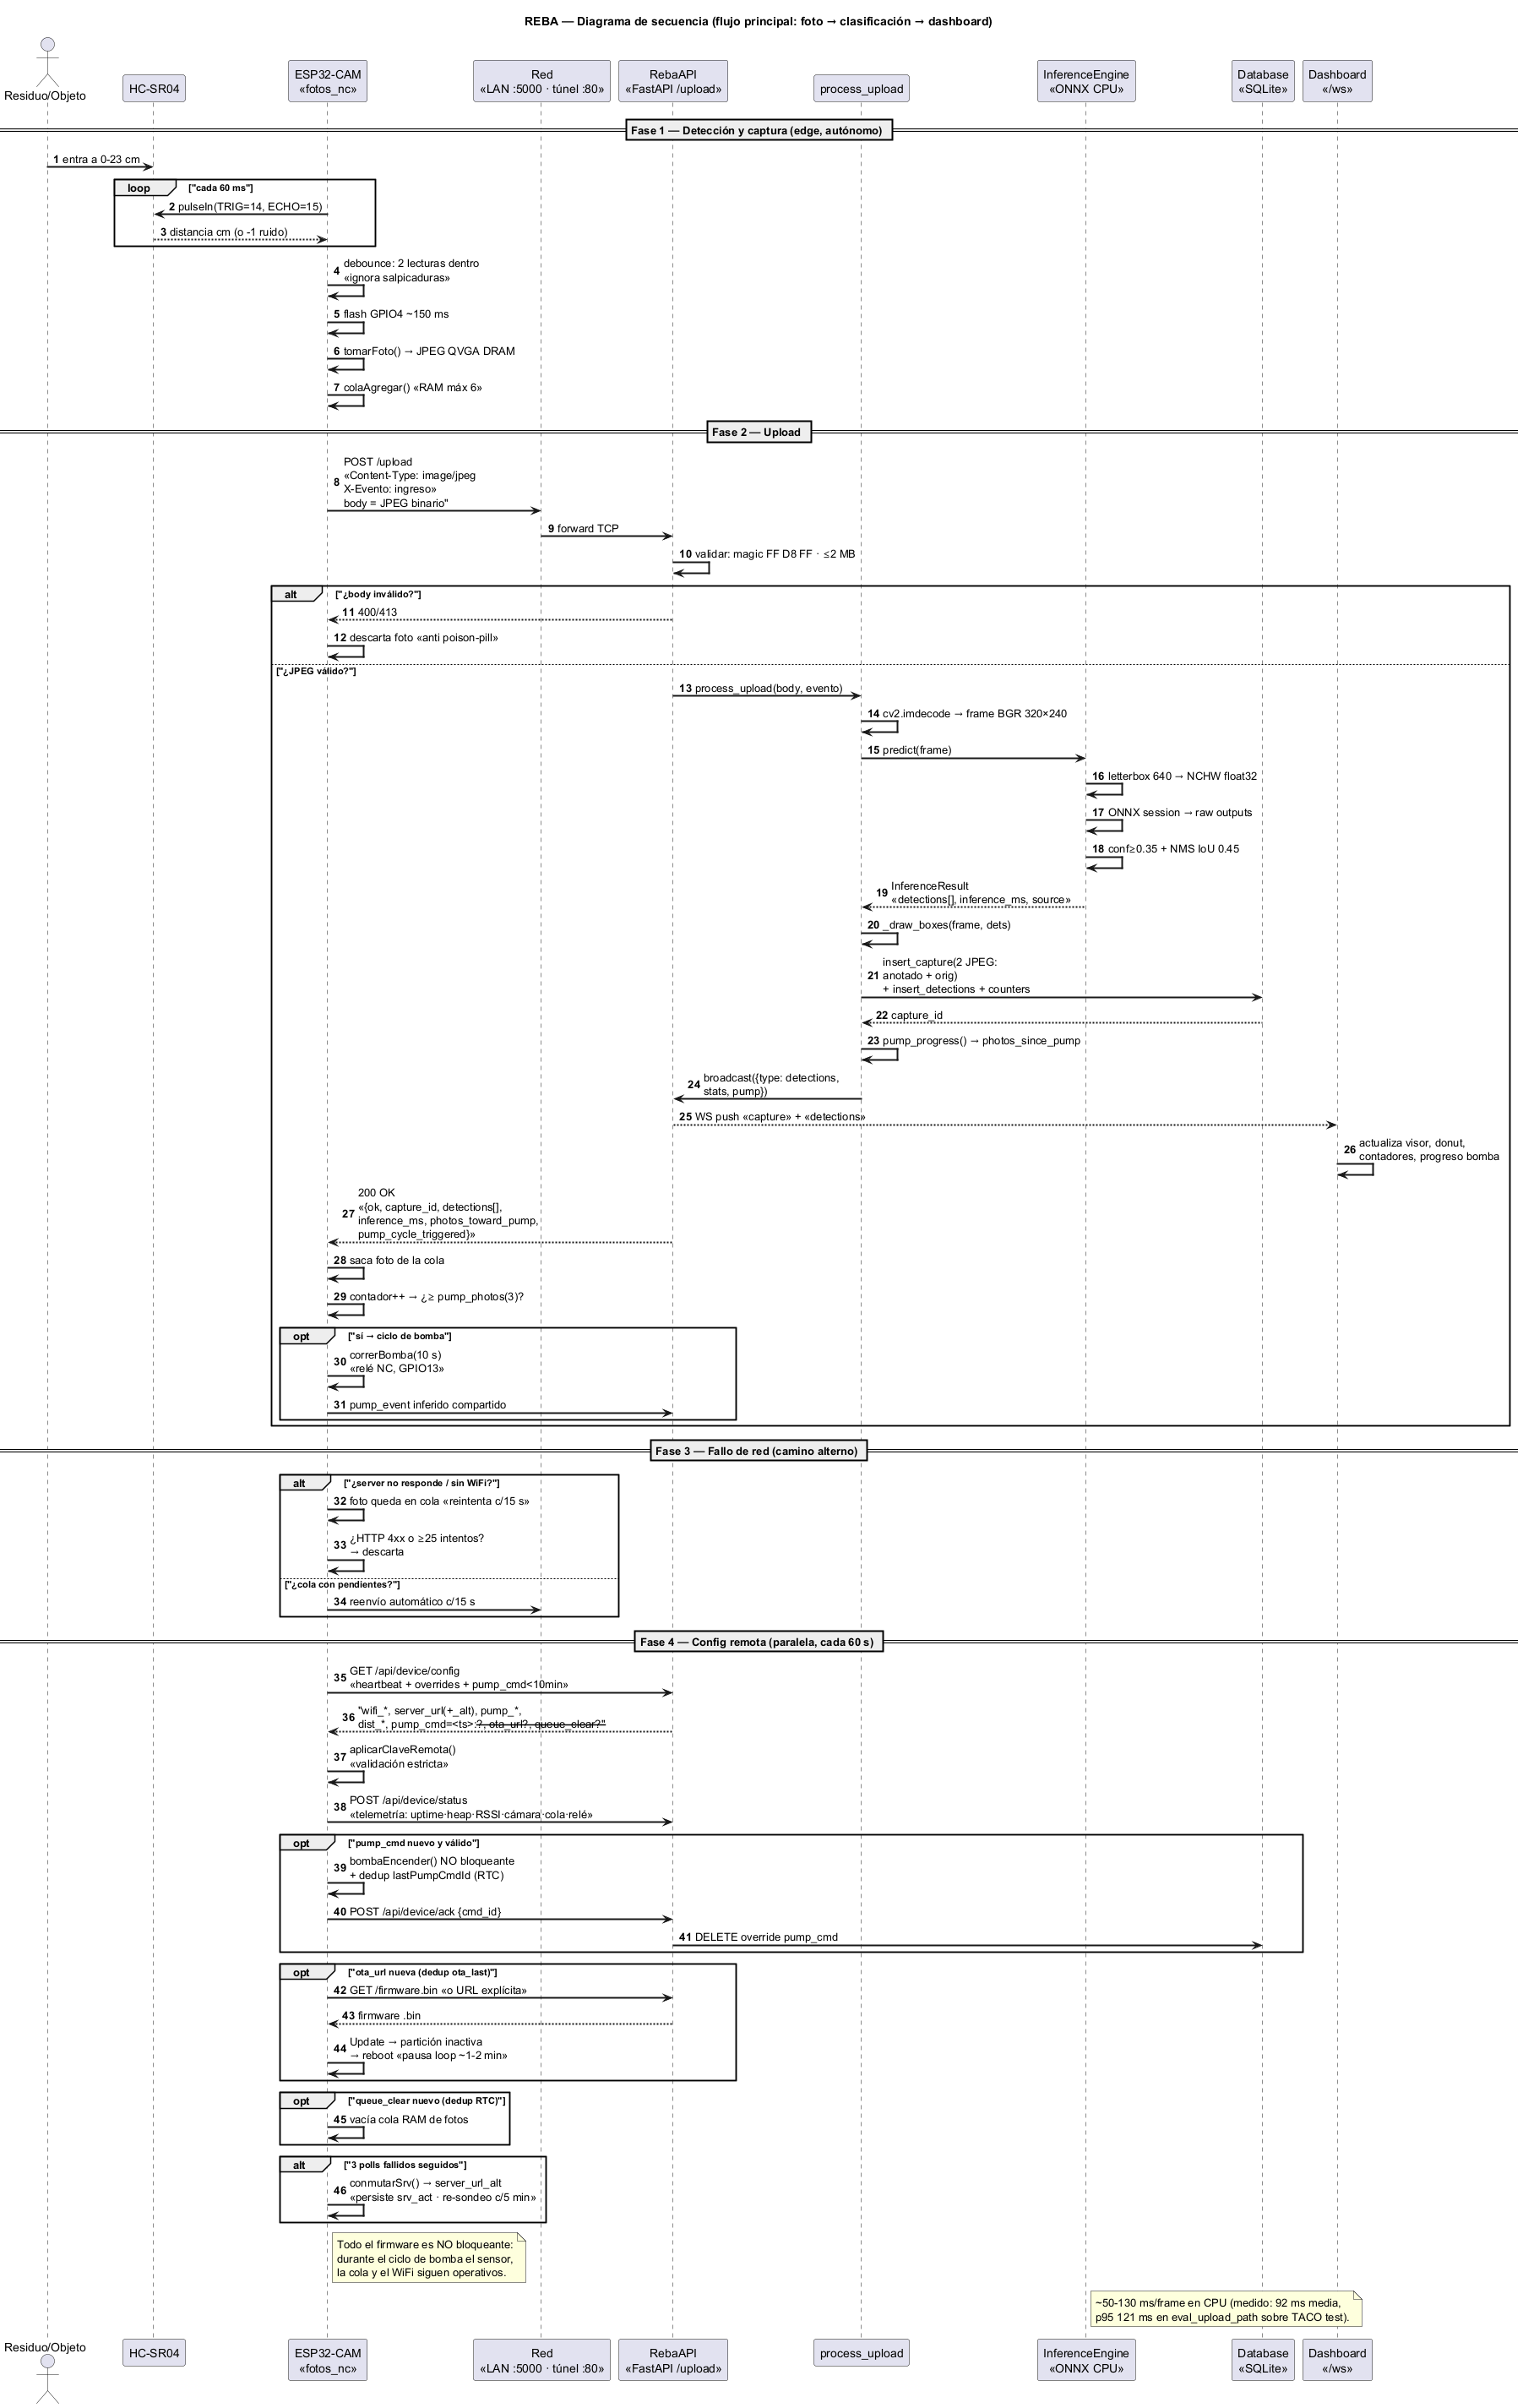 REBA — Diagrama de secuencia (flujo principal: foto → clasificación → dashboard)
Residuo/Objeto
HC-SR04
ESP32-CAM
«fotos_nc»
Red
«LAN :5000 · túnel :80»
RebaAPI
«FastAPI /upload»
process_upload
InferenceEngine
«ONNX CPU»
Database
«SQLite»
Dashboard
«/ws»
Fase 1 — Detección y captura (edge, autónomo)
1 entra a 0-23 cm
loop ["cada 60 ms"]
2 pulseIn(TRIG=14, ECHO=15)
3 distancia cm (o -1 ruido)
4 debounce: 2 lecturas dentro
«ignora salpicaduras»
5 flash GPIO4 ~150 ms
6 tomarFoto() → JPEG QVGA DRAM
7 colaAgregar() «RAM máx 6»
Fase 2 — Upload
8 POST /upload
«Content-Type: image/jpeg
X-Evento: ingreso»
body = JPEG binario"
9 forward TCP
10 validar: magic FF D8 FF · ≤2 MB
alt ["¿body inválido?"]
11 400/413
12 descarta foto «anti poison-pill»
["¿JPEG válido?"]
13 process_upload(body, evento)
14 cv2.imdecode → frame BGR 320×240
15 predict(frame)
16 letterbox 640 → NCHW float32
17 ONNX session → raw outputs
18 conf≥0.35 + NMS IoU 0.45
19 InferenceResult
«detections[], inference_ms, source»
20 _draw_boxes(frame, dets)
21 insert_capture(2 JPEG:
anotado + orig)
+ insert_detections + counters
22 capture_id
23 pump_progress() → photos_since_pump
24 broadcast({type: detections,
stats, pump})
25 WS push «capture» + «detections»
26 actualiza visor, donut,
contadores, progreso bomba
27 200 OK
«{ok, capture_id, detections[],
inference_ms, photos_toward_pump,
pump_cycle_triggered}»
28 saca foto de la cola
29 contador++ → ¿≥ pump_photos(3)?
opt ["sí → ciclo de bomba"]
30 correrBomba(10 s)
«relé NC, GPIO13»
31 pump_event inferido compartido
Fase 3 — Fallo de red (camino alterno)
alt ["¿server no responde / sin WiFi?"]
32 foto queda en cola «reintenta c/15 s»
33 ¿HTTP 4xx o ≥25 intentos?
→ descarta
["¿cola con pendientes?"]
34 reenvío automático c/15 s
Fase 4 — Config remota (paralela, cada 60 s)
35 GET /api/device/config
«heartbeat + overrides + pump_cmd<10min»
36 "wifi_*, server_url(+_alt), pump_*,
dist_*, pump_cmd=<ts>:?, ota_url?, queue_clear?"
37 aplicarClaveRemota()
«validación estricta»
38 POST /api/device/status
«telemetría: uptime·heap·RSSI·cámara·cola·relé»
opt ["pump_cmd nuevo y válido"]
39 bombaEncender() NO bloqueante
+ dedup lastPumpCmdId (RTC)
40 POST /api/device/ack {cmd_id}
41 DELETE override pump_cmd
opt ["ota_url nueva (dedup ota_last)"]
42 GET /firmware.bin «o URL explícita»
43 firmware .bin
44 Update → partición inactiva
→ reboot «pausa loop ~1-2 min»
opt ["queue_clear nuevo (dedup RTC)"]
45 vacía cola RAM de fotos
alt ["3 polls fallidos seguidos"]
46 conmutarSrv() → server_url_alt
«persiste srv_act · re-sondeo c/5 min»
Todo el firmware es NO bloqueante:
durante el ciclo de bomba el sensor,
la cola y el WiFi siguen operativos.
~50-130 ms/frame en CPU (medido: 92 ms media,
p95 121 ms en eval_upload_path sobre TACO test).
Residuo/Objeto
HC-SR04
ESP32-CAM
«fotos_nc»
Red
«LAN :5000 · túnel :80»
RebaAPI
«FastAPI /upload»
process_upload
InferenceEngine
«ONNX CPU»
Database
«SQLite»
Dashboard
«/ws»